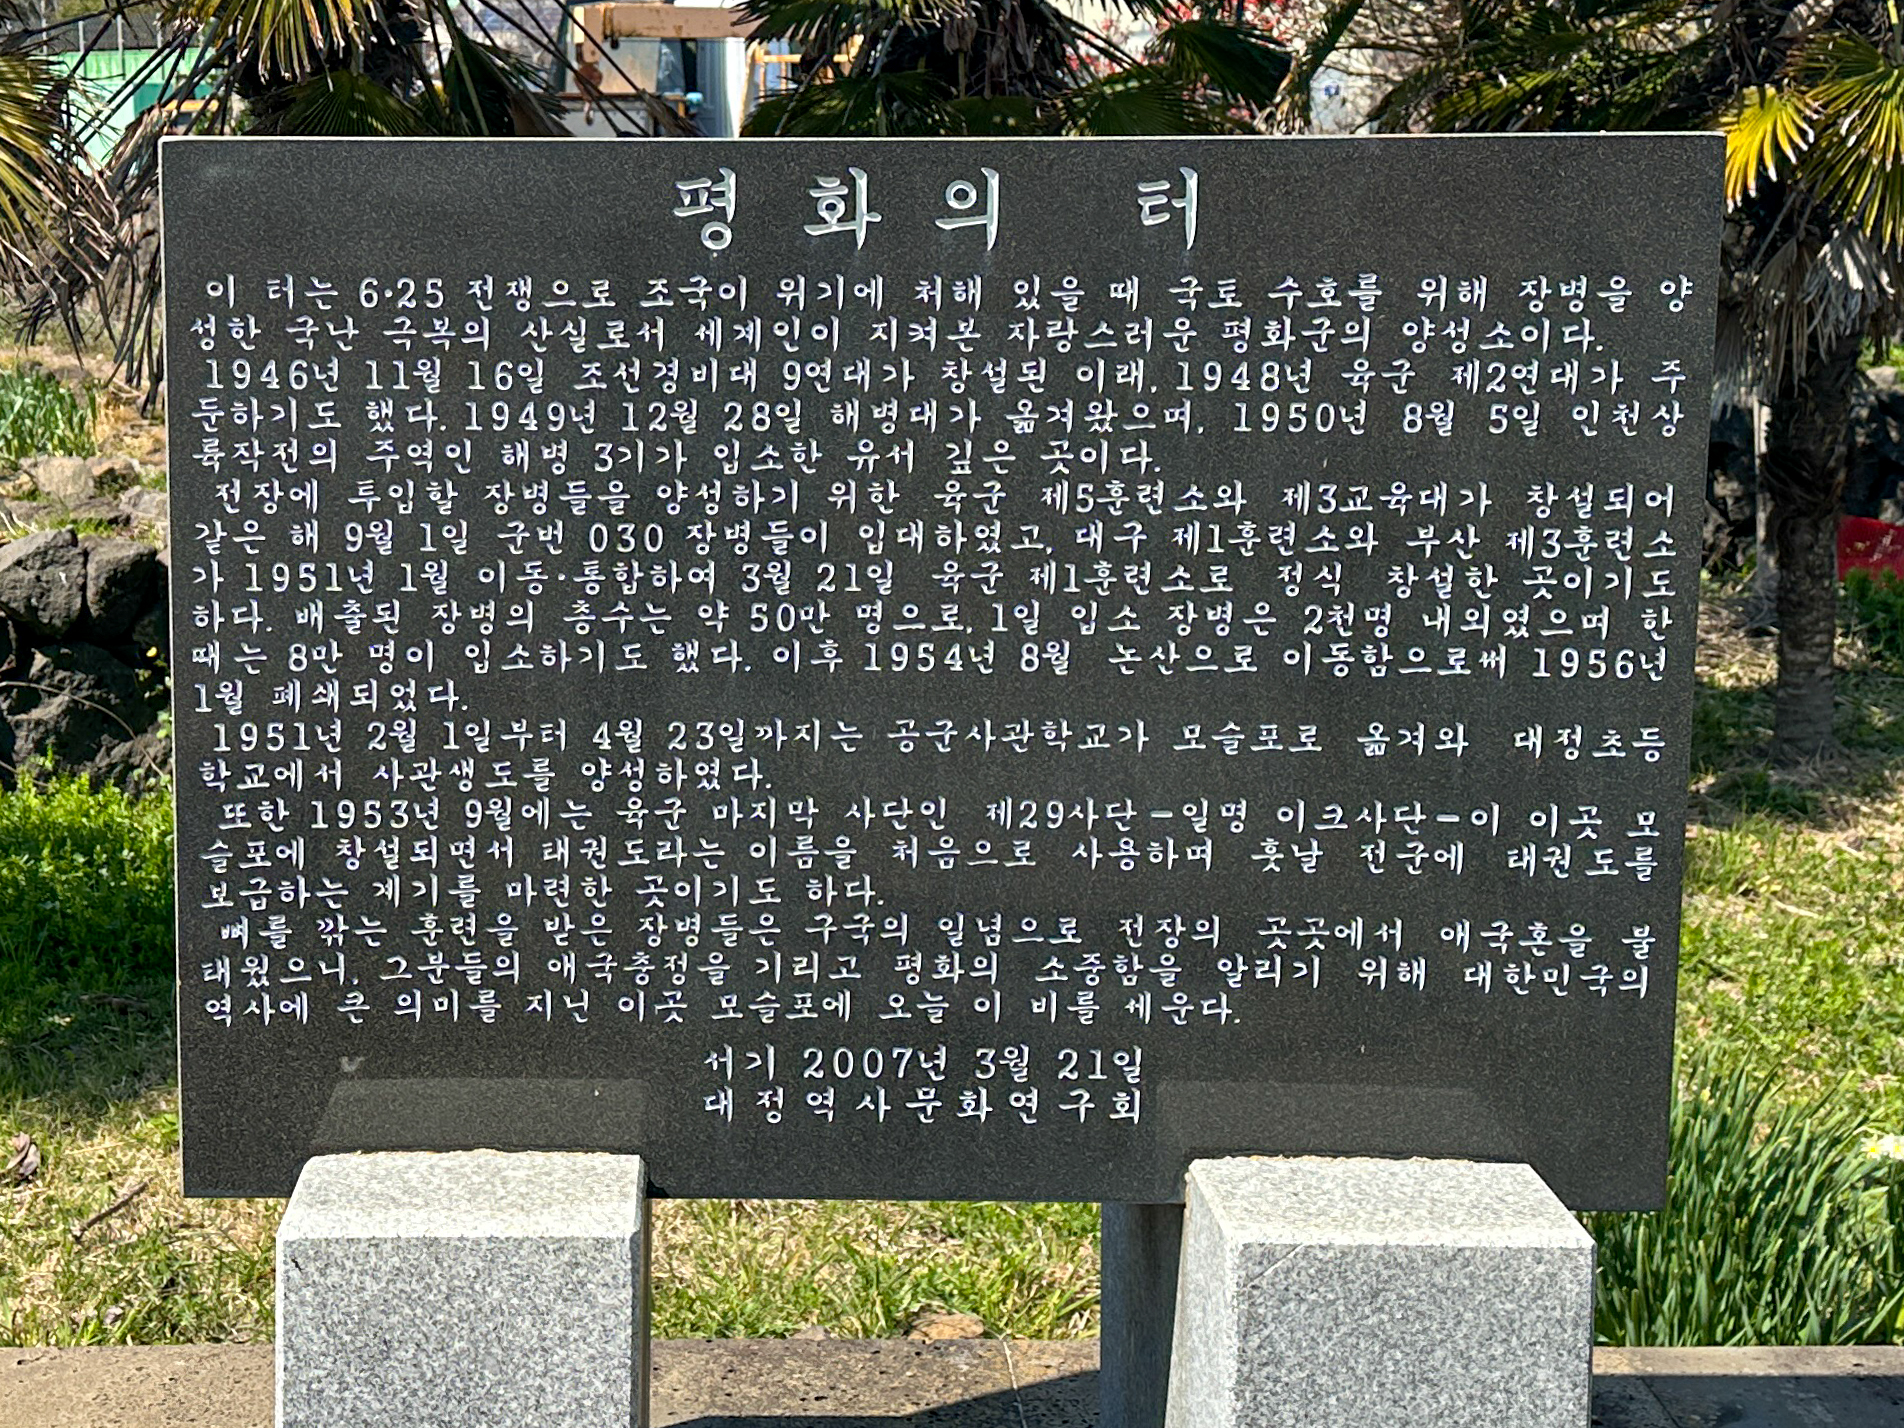 평화의 터
이 터는 6·25 전쟁으로 조국이 위기에 처해 있을 때 국토 수호를 위해 장병을 양
성한 국난 극복의 산실로서 세계인이 지켜본 자랑스러운 평화군의 양성소이다.
1946년 11월 16일 조선경비대 9연대가 창설된 이래, 1948년 육군 제2연대가 주
둔하기도 했다. 1949년 12월 28일 해병대가 옮겨왔으며, 1950년 8월 5일 인천상
륙작전의 주역인 해병 3기가 입소한 유서 깊은 곳이다.
전장에 투입할 장병들을 양성하기 위한 육군 제5훈련소와 제3교육대가 창설되어
같은 해 9월 1일 군번 030 장병들이 입대하였고, 대구 제1훈련소와 부산 제3훈련소
가 1951년 1월 이동·통합하여 3월 21일 육군 제1훈련소로 정식 창설한 곳이기도
하다. 배출된 장병의 총수는 약 50만 명으로, 1일 입소 장병은 2천명 내외였으며 한
때는 8만 명이 입소하기도 했다. 이후 1954년 8월 논산으로 이동함으로써 1956년
1월 폐쇄되었다.
1951년 2월 1일부터 4월 23일까지는 공군사관학교가 모슬포로 옮겨와 대정초등
학교에서 사관생도를 양성하였다.
또한 1953년 9월에는 육군 마지막 사단인 제29사단-일명 이크사단-이 이곳 모
슬포에 창설되면서 태권도라는 이름을 처음으로 사용하며 훗날 전군에 태권도를
보급하는 계기를 마련한 곳이기도 하다.
뼈를 깎는 훈련을 받은 장병들은 구국의 일념으로 전장의 곳곳에서 애국혼을 불
태웠으니, 그분들의 애국충정을 기리고 평화의 소중함을 알리기 위해 대한민국의
역사에 큰 의미를 지닌 이곳 모슬포에 오늘 이 비를 세운다.
서기 2007년 3월 21일
대정역사문화연구회